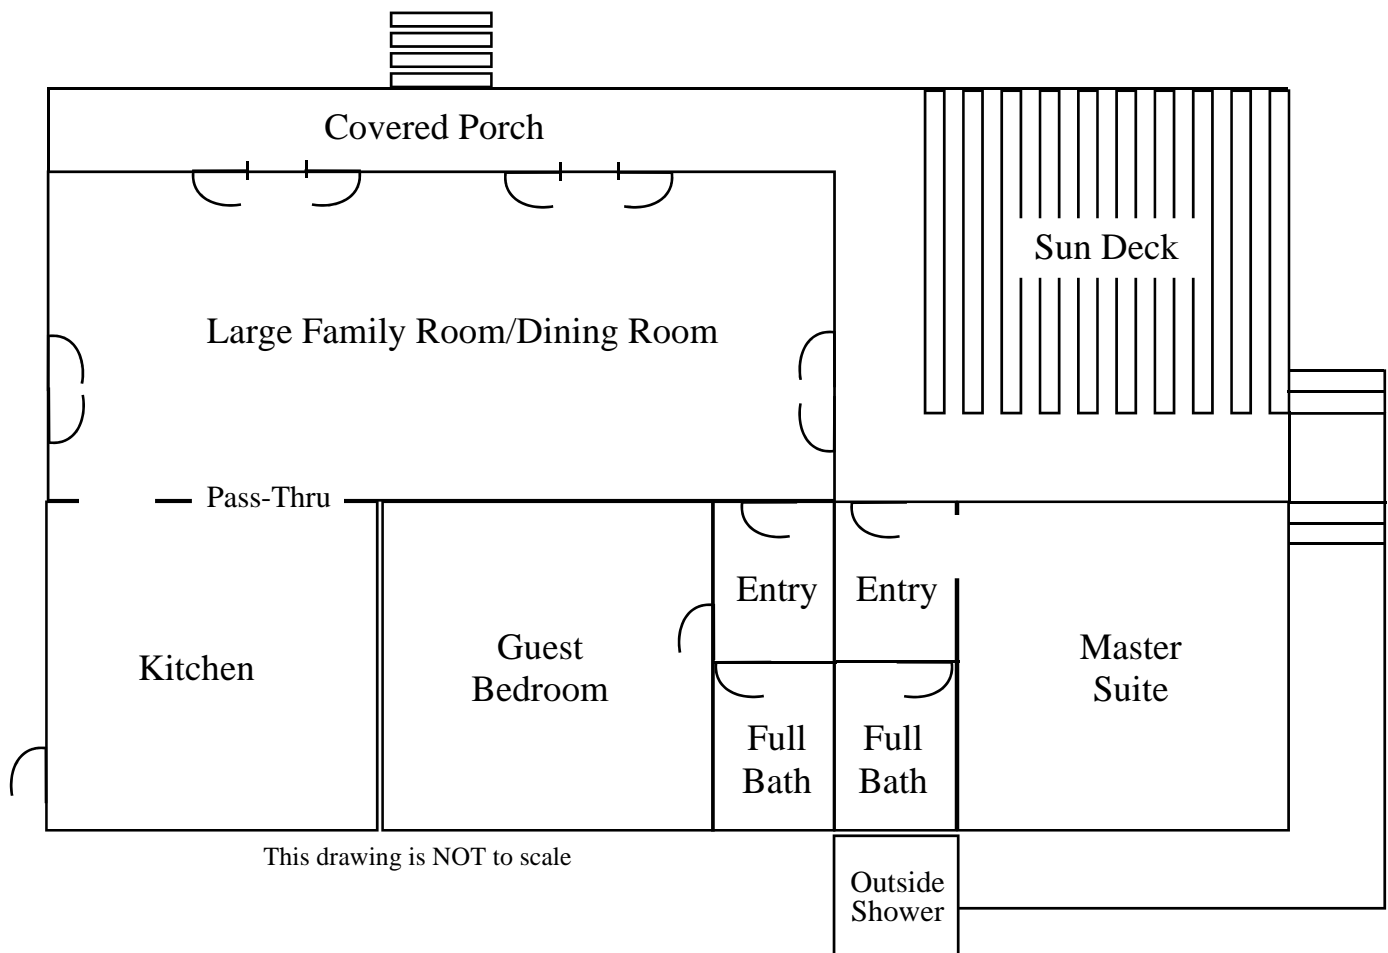 Covered Porch
Sun Deck
Large Family Room/Dining Room
Pass-Thru
Entry
Entry
Guest
Bedroom
Kitchen
Master
Suite
Full
Bath
Full
Bath
This drawing is NOT to scale
Outside
Shower